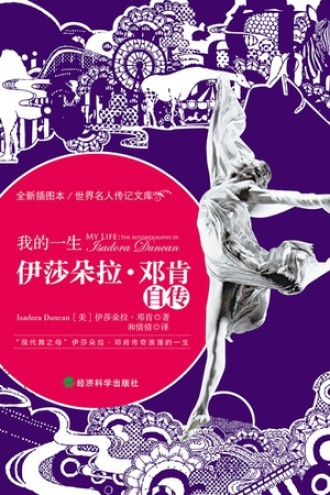 全新插图本/世界名人传记文库
我的一生
MY LIFE: THE AUTOBIOGRAPHY OF
Isadora Duncan
伊莎朵拉·邓肯
自传
Isadora Duncan [美] 伊莎朵拉·邓肯 著
和倩倩 译
“现代舞之母”伊莎朵拉·邓肯传奇浪漫的一生
经济科学出版社